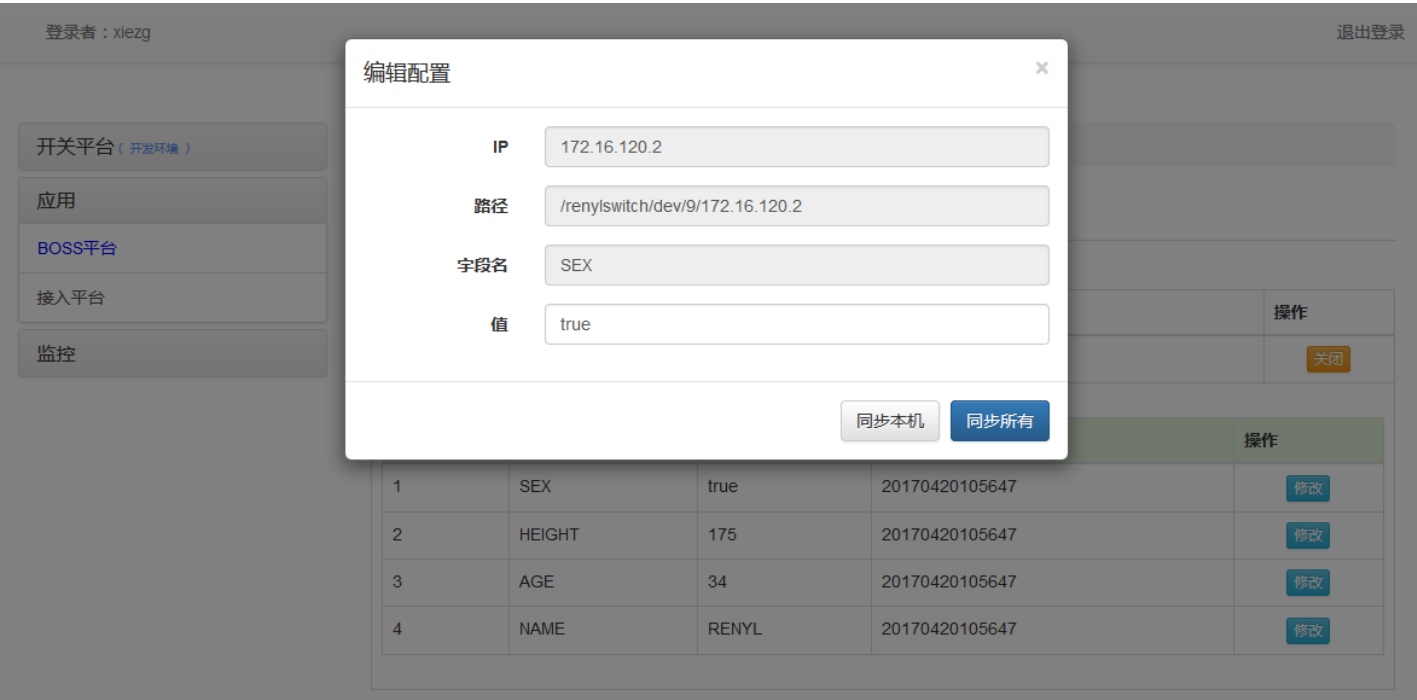 登录者：xiezg
退出登录
编辑配置
×
IP 172.16.120.2
路径 /renylswitch/dev/9/172.16.120.2
字段名 SEX
值 true
同步本机 同步所有
开关平台（ 开发环境 ）
应用
BOSS平台
接入平台
监控
操作
关闭
操作
1 SEX true 20170420105647 修改
2 HEIGHT 175 20170420105647 修改
3 AGE 34 20170420105647 修改
4 NAME RENYL 20170420105647 修改